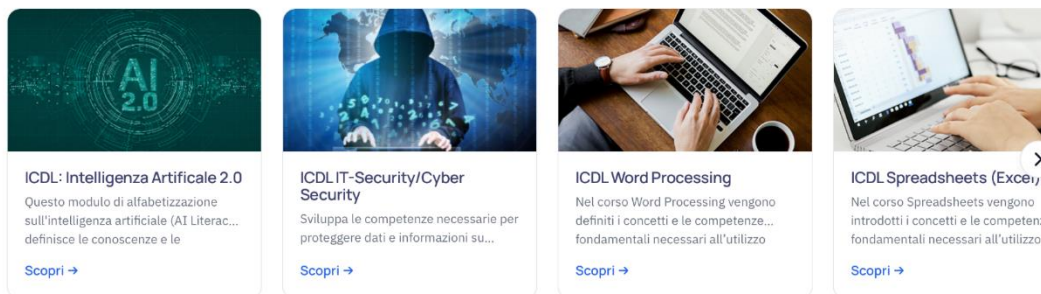 AI
2.0
ICDL: Intelligenza Artificale 2.0
Questo modulo di alfabetizzazione
sull'intelligenza artificiale (AI Literac...
definisce le conoscenze e le
Scopri →
ICDL IT-Security/Cyber
Security
Sviluppa le competenze necessarie per
proteggere dati e informazioni su...
Scopri →
ICDL Word Processing
Nel corso Word Processing vengono
definiti i concetti e le competenze...
fondamentali necessari all'utilizzo
Scopri →
ICDL Spreadsheets (Excel)
Nel corso Spreadsheets vengono
introdotti i concetti e le competen
fondamentali necessari all'utilizzo
Scopri →